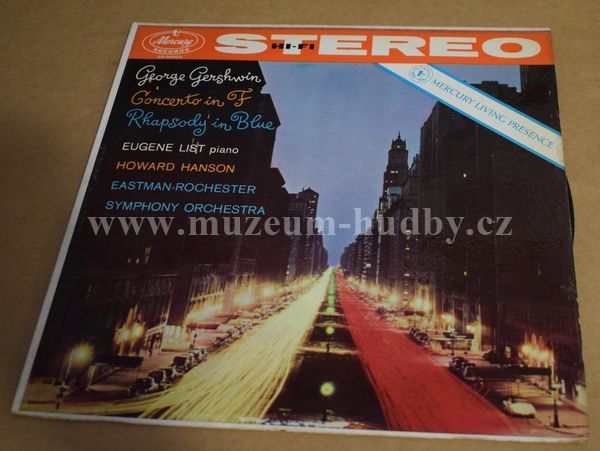 Mercury
RECORDS
STEREO
HI-FI
George Gershwin
Concerto in F
Rhapsody in Blue
EUGENE LIST piano
HOWARD HANSON
EASTMAN-ROCHESTER
SYMPHONY ORCHESTRA
MERCURY LIVING PRESENCE
www.muzeum-hudby.cz